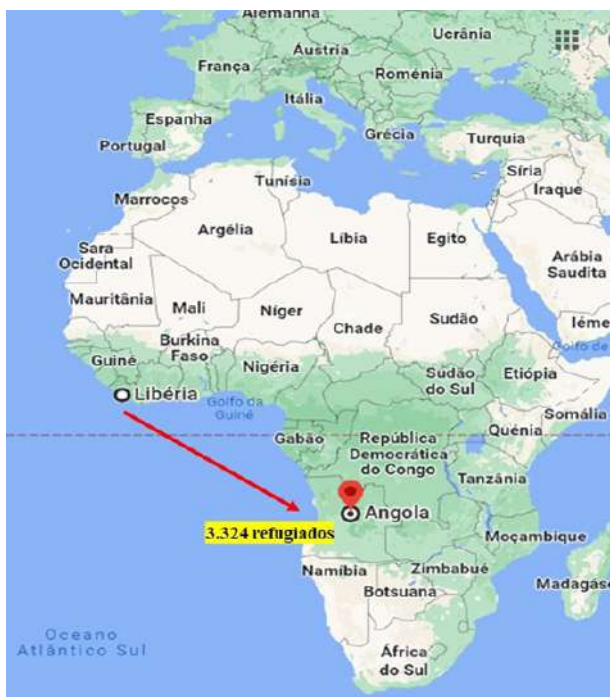 Alemanha
Ucrânia
Áustria
França
Roménia
Itália
Espanha
Portugal
Grécia
Turquia
Síria
Iraque
Tunísia
Marrocos
Argélia
Líbia
Egito
Arábia
Saudita
Sara
Ocidental
Mauritânia
Mali
Níger
Chade
Sudão
Iéme
Golfo de
Burkina
Faso
Guiné
Nigéria
Sudão
do Sul
Etiópia
Libéria
Golfo da
Guiné
Somália
Gabão
República
Democrática
do Congo
Quénia
Tanzânia
Angola
3.324 refugiados
Moçambique
Namíbia
Zimbabué
Botsuana
Madagásc
Oceano
Atlântico Sul
África
do Sul